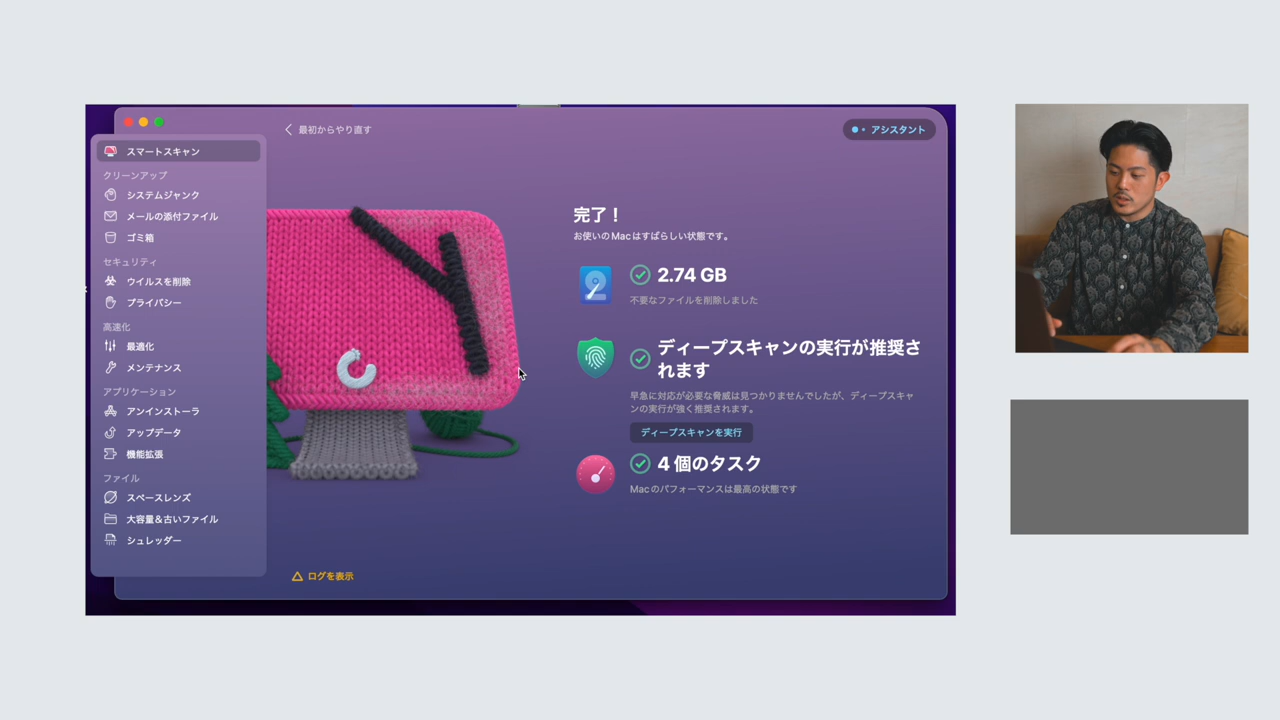 最初からやり直す
アシスタント
スマートスキャン
クリーンアップ
システムジャンク
メールの添付ファイル
ゴミ箱
セキュリティ
ウイルスを削除
プライバシー
高速化
最適化
メンテナンス
アプリケーション
アンインストーラ
アップデータ
機能拡張
ファイル
スペースレンズ
大容量&古いファイル
シュレッダー
完了！
お使いのMacはすばらしい状態です。
2.74 GB
不要なファイルを削除しました
ディープスキャンの実行が推奨さ
れます
早急に対応が必要な脅威は見つかりませんでしたが、ディープスキャ
ンの実行が強く推奨されます。
ディープスキャンを実行
4 個のタスク
Macのパフォーマンスは最高の状態です
ログを表示